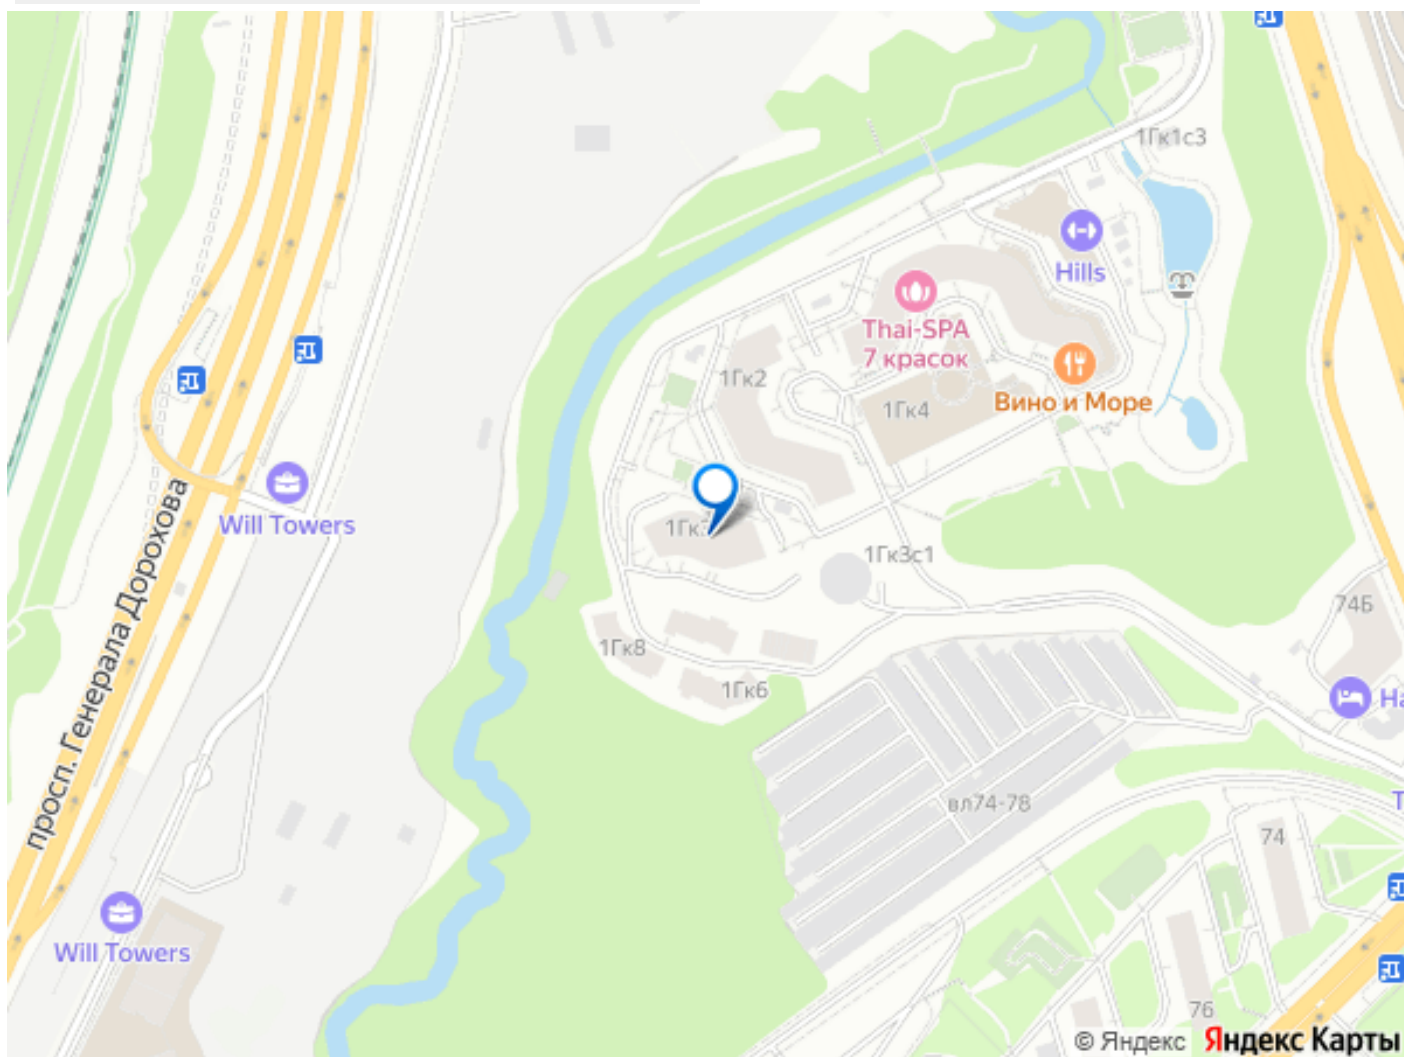 1Гк1с3
Hills
Thai-SPA
7 красок
1Гк2
Вино и Море
1Гк4
Will Towers
просп. Генерала Дорохова
1Гк3с1
74Б
1Гк8
1Гк6
вл74-78
74
Will Towers
76
© Яндекс Яндекс Карты